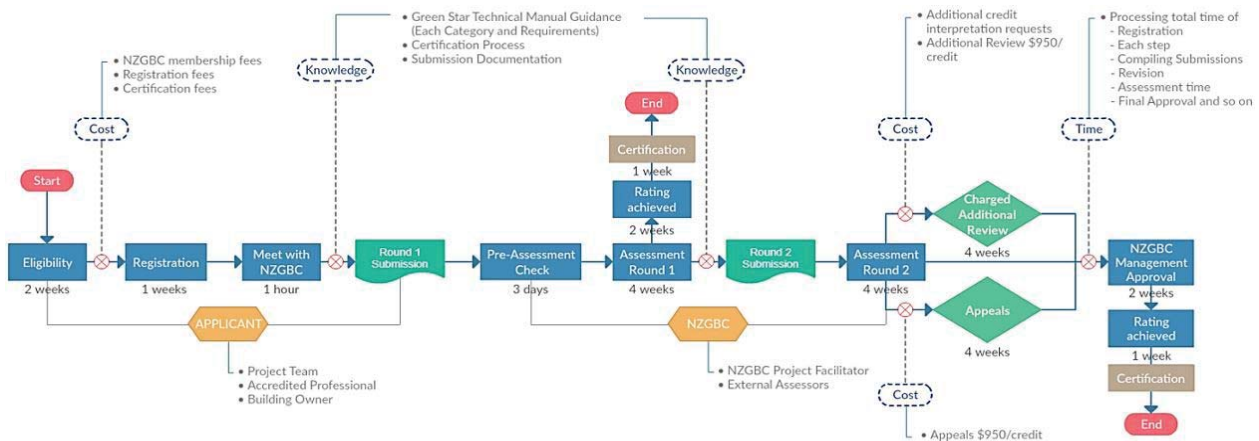 • Green Star Technical Manual Guidance
(Each Category and Requirements)
• Certification Process
• Submission Documentation
• Additional credit
interpretation requests
• Additional Review $950/
credit
• Processing total time of
- Registration
- Each step
- Compiling Submissions
- Revision
- Assessment time
- Final Approval and so on
• NZGBC membership fees
• Registration fees
• Certification fees
Knowledge
Knowledge
End
Cost
Cost
Time
Certification
1 week
Start
Rating
achieved
2 weeks
Charged
Additional
Review
4 weeks
Eligibility
2 weeks
Registration
1 weeks
Meet with
NZGBC
1 hour
Round 1
Submission
Pre-Assessment
Check
3 days
Assessment
Round 1
4 weeks
Round 2
Submission
Assessment
Round 2
4 weeks
NZGBC
Management
Approval
2 weeks
APPLICANT
NZGBC
Appeals
4 weeks
Rating
achieved
1 week
• Project Team
• Accredited Professional
• Building Owner
• NZGBC Project Facilitator
• External Assessors
Cost
Certification
End
• Appeals $950/credit